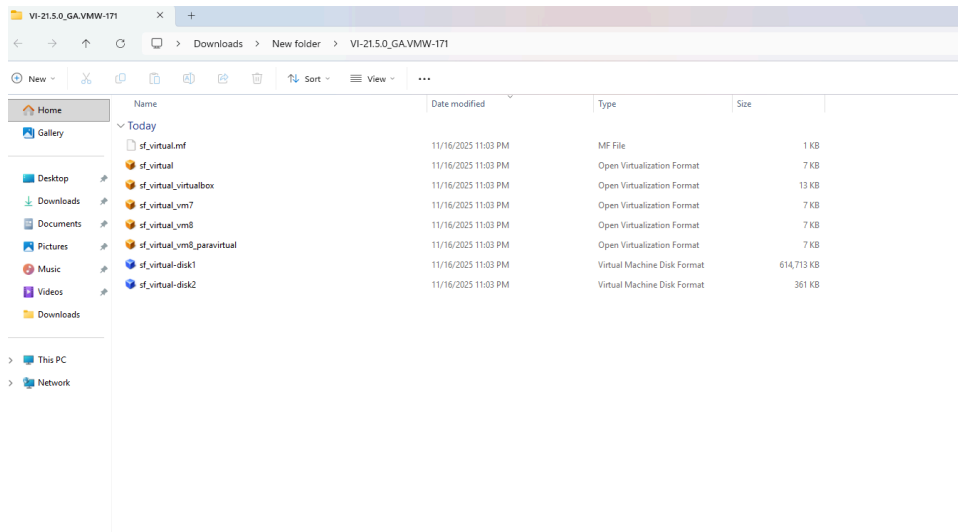 VI-21.5.0_GA.VMW-171
Downloads > New folder > VI-21.5.0_GA.VMW-171
New Sort View
Name Date modified Type Size
Home
Gallery
Desktop
Downloads
Documents
Pictures
Music
Videos
Downloads
This PC
Network
Today
sf_virtual.mf 11/16/2025 11:03 PM MF File 1 KB
sf_virtual 11/16/2025 11:03 PM Open Virtualization Format 7 KB
sf_virtual_virtualbox 11/16/2025 11:03 PM Open Virtualization Format 13 KB
sf_virtual_vm7 11/16/2025 11:03 PM Open Virtualization Format 7 KB
sf_virtual_vm8 11/16/2025 11:03 PM Open Virtualization Format 7 KB
sf_virtual_vm8_paravirtual 11/16/2025 11:03 PM Open Virtualization Format 7 KB
sf_virtual-disk1 11/16/2025 11:03 PM Virtual Machine Disk Format 614,713 KB
sf_virtual-disk2 11/16/2025 11:03 PM Virtual Machine Disk Format 361 KB